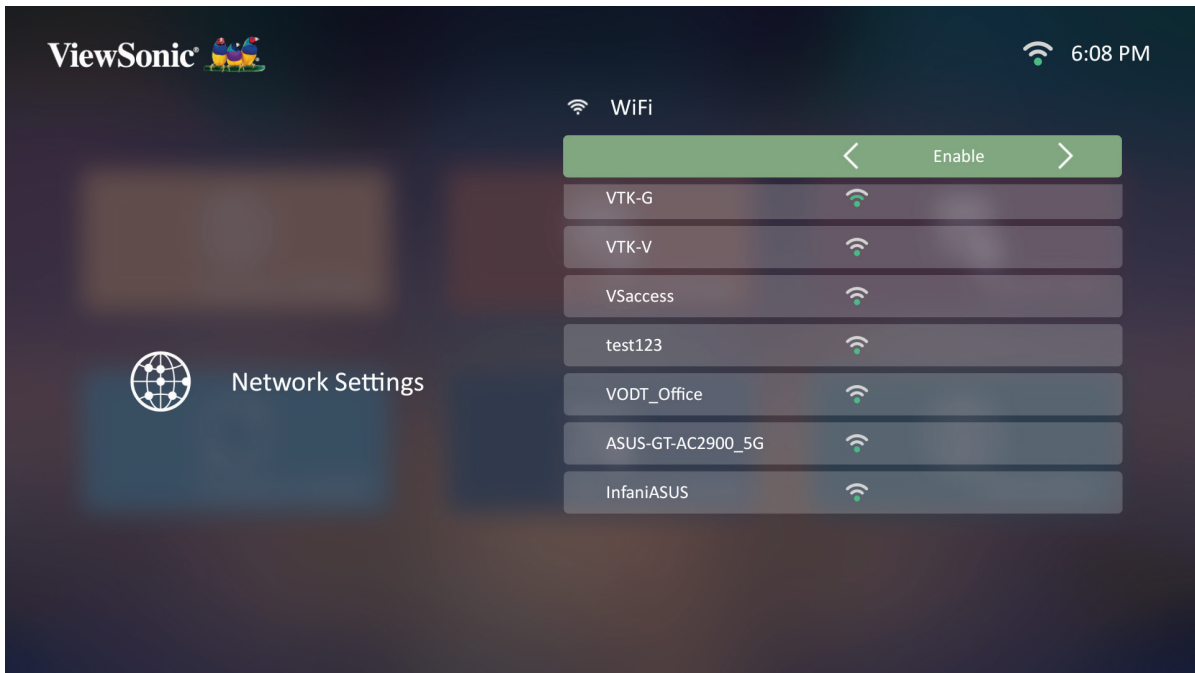 ViewSonic®
6:08 PM
WiFi
Enable
VTK-G
VTK-V
VSaccess
test123
Network Settings
VODT_Office
ASUS-GT-AC2900_5G
InfaniASUS